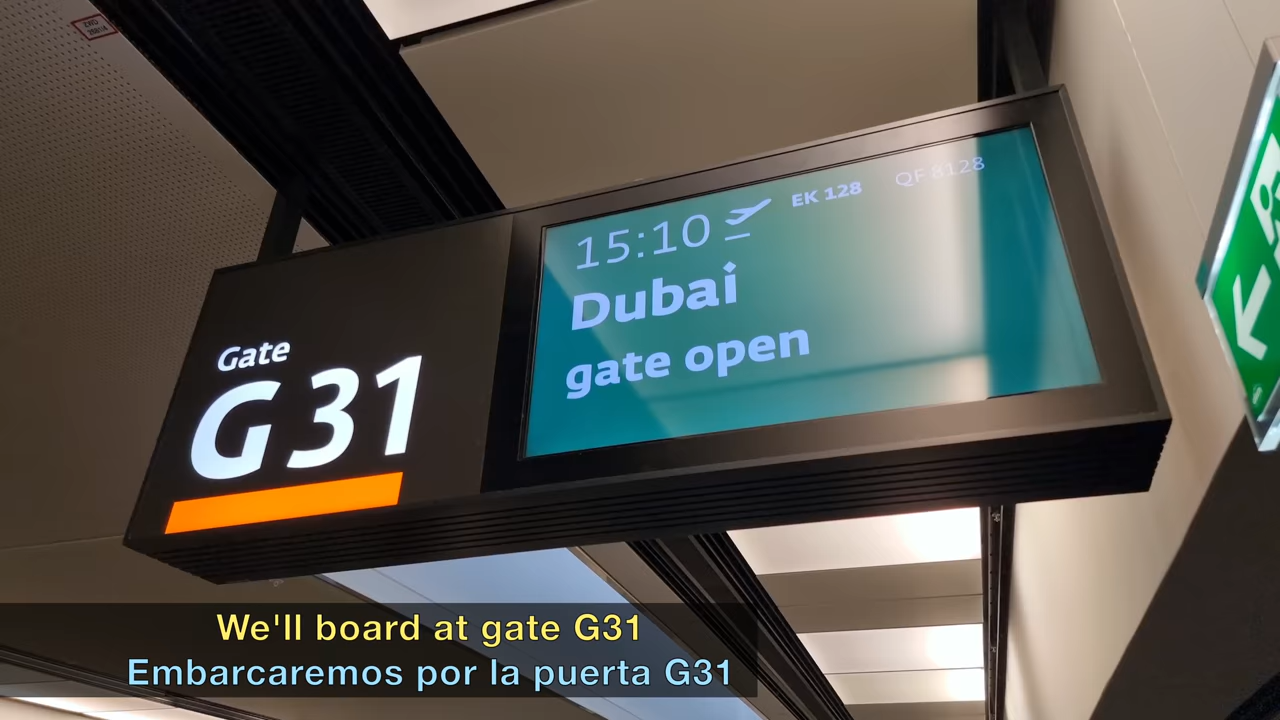 15:10 EK 128 QF 8128
Dubai
gate open
Gate
G31
We'll board at gate G31
Embarcaremos por la puerta G31